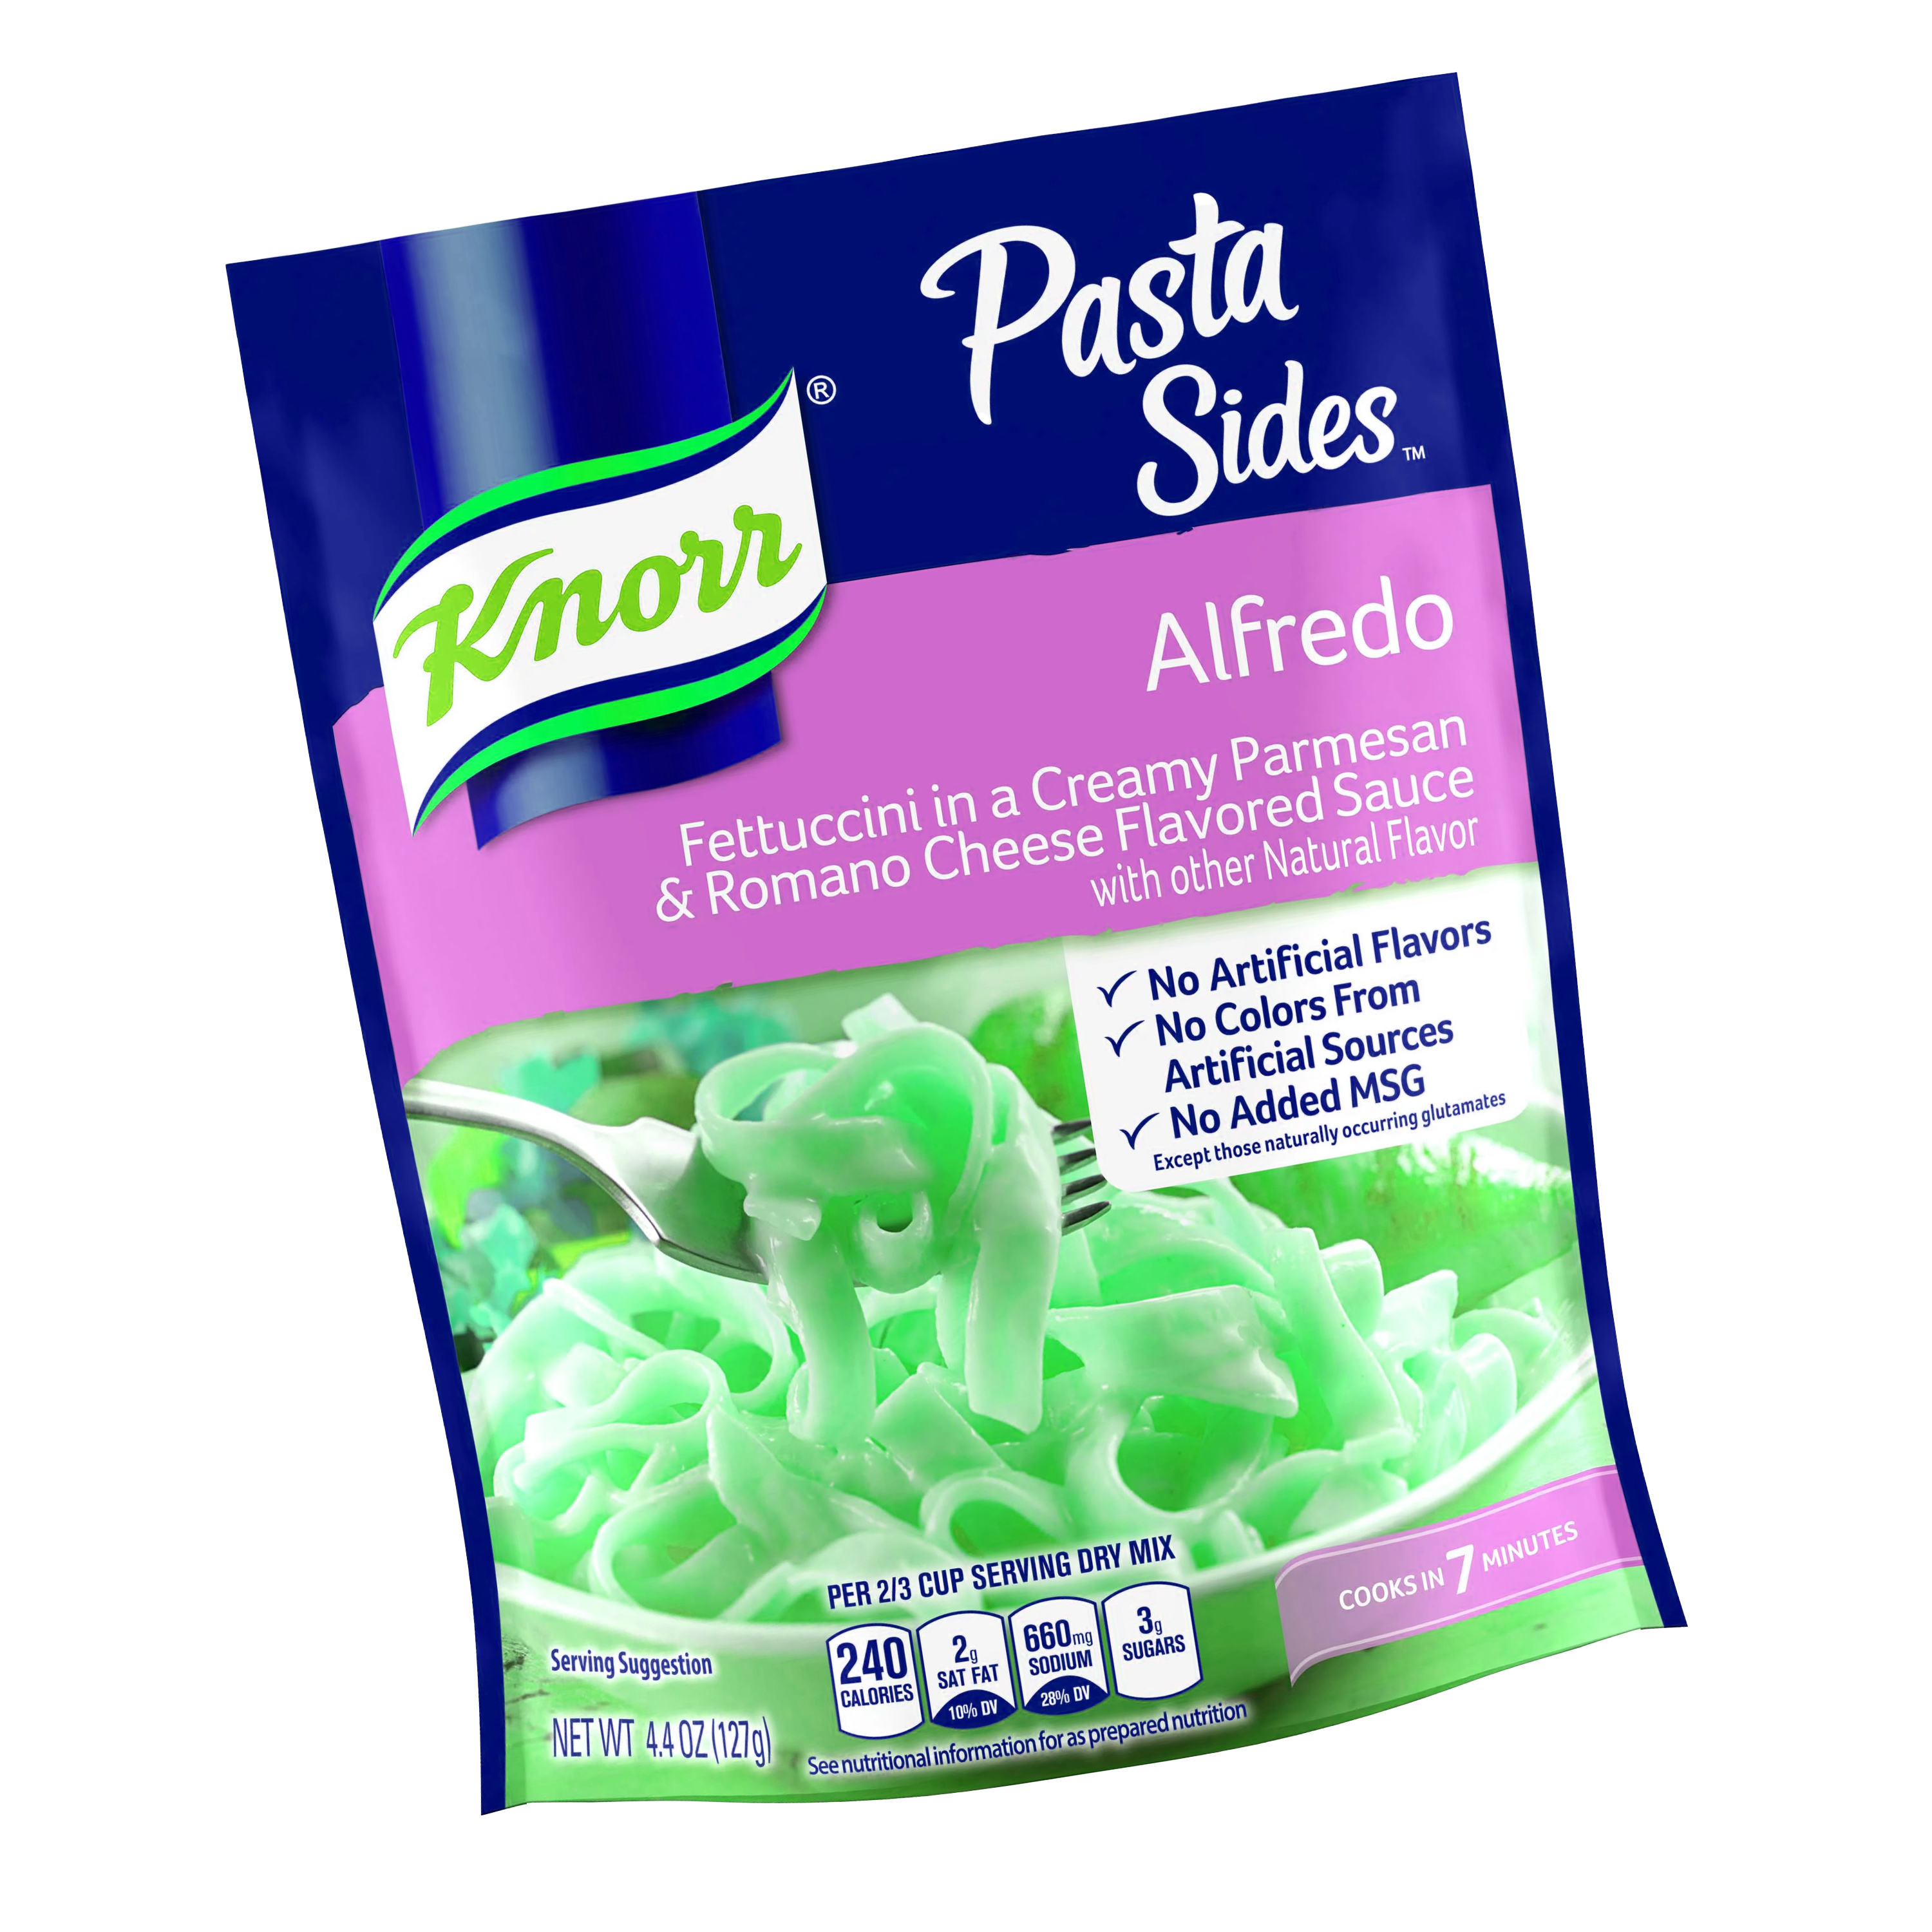 Pasta
Sides™
Knorr®
Alfredo
Fettuccini in a Creamy Parmesan
& Romano Cheese Flavored Sauce
with other Natural Flavor
✓ No Artificial Flavors
✓ No Colors From
Artificial Sources
✓ No Added MSG
Except those naturally occurring glutamates
COOKS IN 7 MINUTES
PER 2/3 CUP SERVING DRY MIX
240
CALORIES
2g
SAT FAT
10% DV
660mg
SODIUM
28% DV
3g
SUGARS
See nutritional information for as prepared nutrition
Serving Suggestion
NET WT 4.4 OZ (127g)